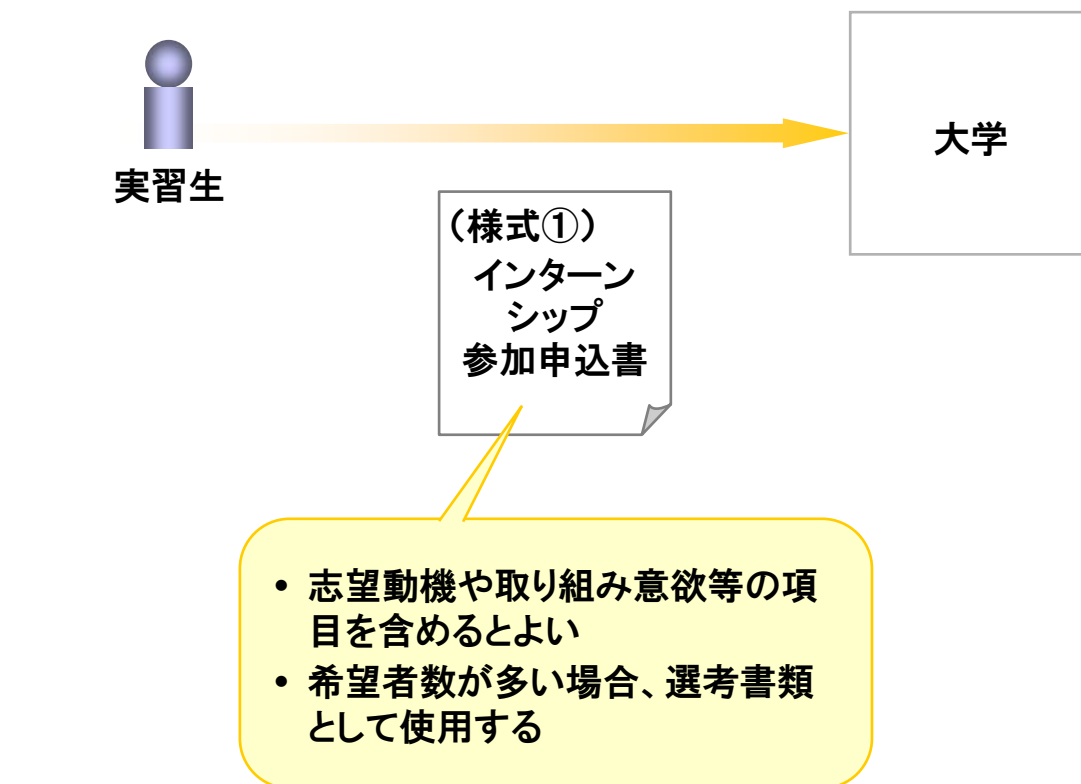 大学
実習生
（様式①）
インターン
シップ
参加申込書
• 志望動機や取り組み意欲等の項
目を含めるとよい
• 希望者数が多い場合、選考書類
として使用する